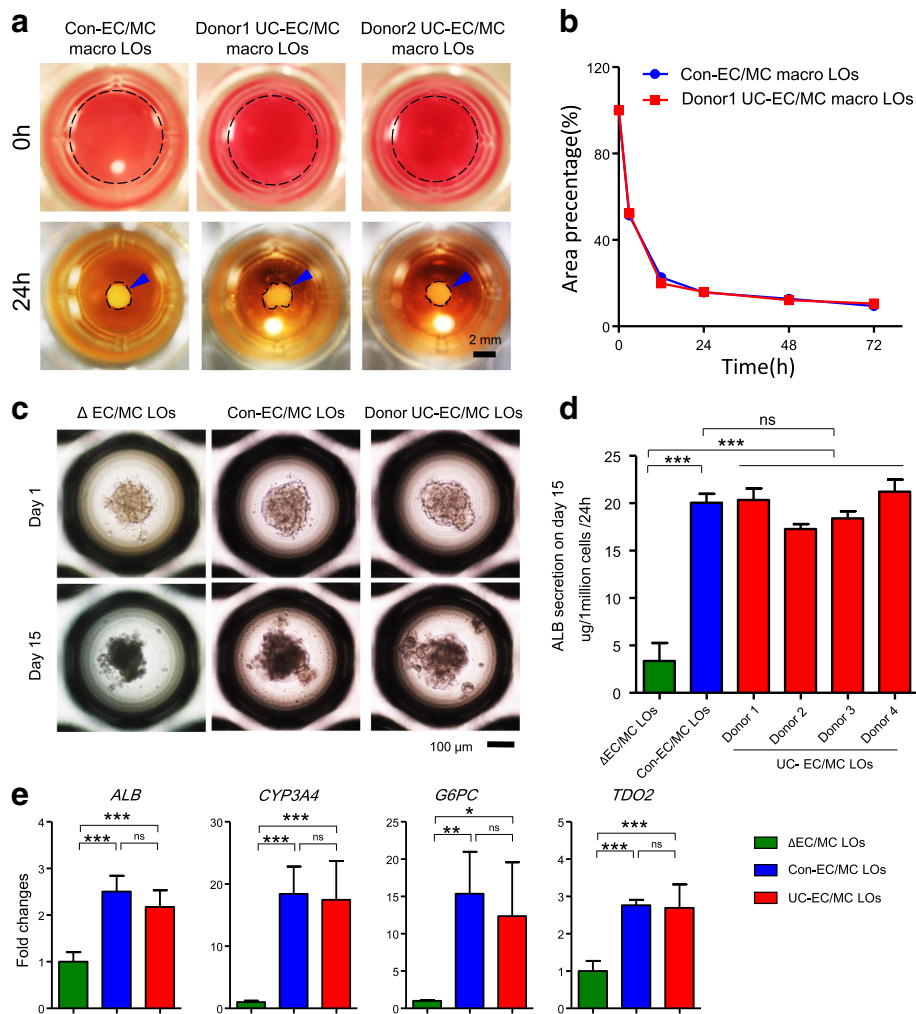 a
Con-EC/MC
macro LOs
Donor1 UC-EC/MC
macro LOs
Donor2 UC-EC/MC
macro LOs
0h
24h
2 mm
b
120
80
40
0
Area precentage(%)
0
24
48
72
Time(h)
Con-EC/MC macro LOs
Donor1 UC-EC/MC macro LOs
c
Δ EC/MC LOs
Con-EC/MC LOs
Donor UC-EC/MC LOs
Day 1
Day 15
100 μm
d
ns
***
***
ALB secretion on day 15
ug/1million cells /24h
25
20
15
10
5
0
ΔEC/MC LOs
Con-EC/MC LOs
Donor 1
Donor 2
Donor 3
Donor 4
UC- EC/MC LOs
e
ALB
***
***
ns
Fold changes
4
3
2
1
0
CYP3A4
***
***
ns
30
20
10
0
G6PC
*
**
ns
25
20
15
10
5
0
TDO2
***
***
ns
5
4
3
2
1
0
ΔEC/MC LOs
Con-EC/MC LOs
UC-EC/MC LOs